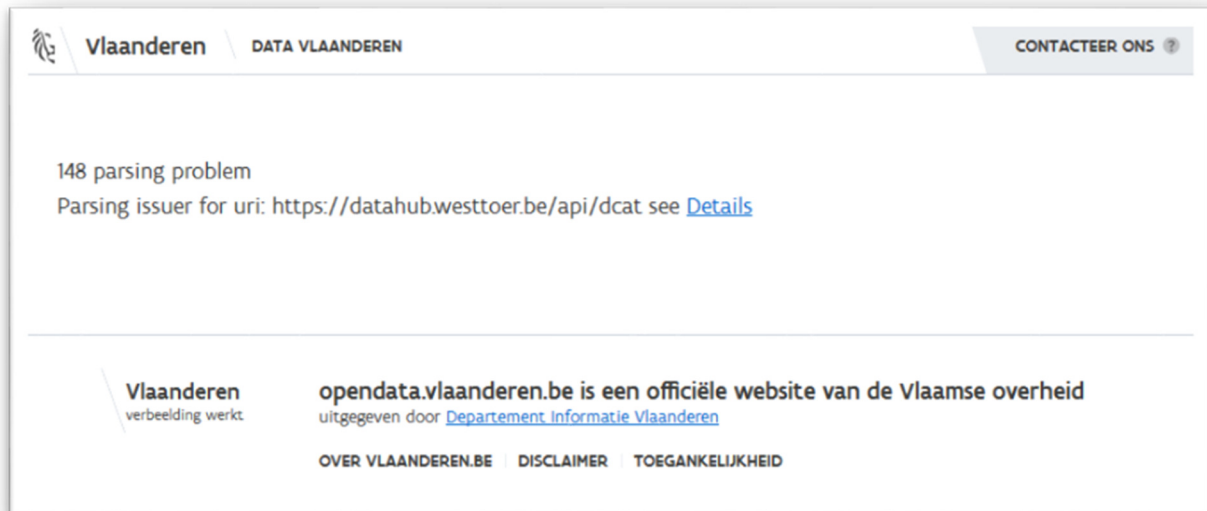 Vlaanderen DATA VLAANDEREN CONTACTEER ONS ?
148 parsing problem
Parsing issuer for uri: https://datahub.westtoer.be/api/dcat see Details
Vlaanderen
verbeelding werkt
opendata.vlaanderen.be is een officiële website van de Vlaamse overheid
uitgegeven door Departement Informatie Vlaanderen
OVER VLAANDEREN.BE DISCLAIMER TOEGANKELIJKHEID